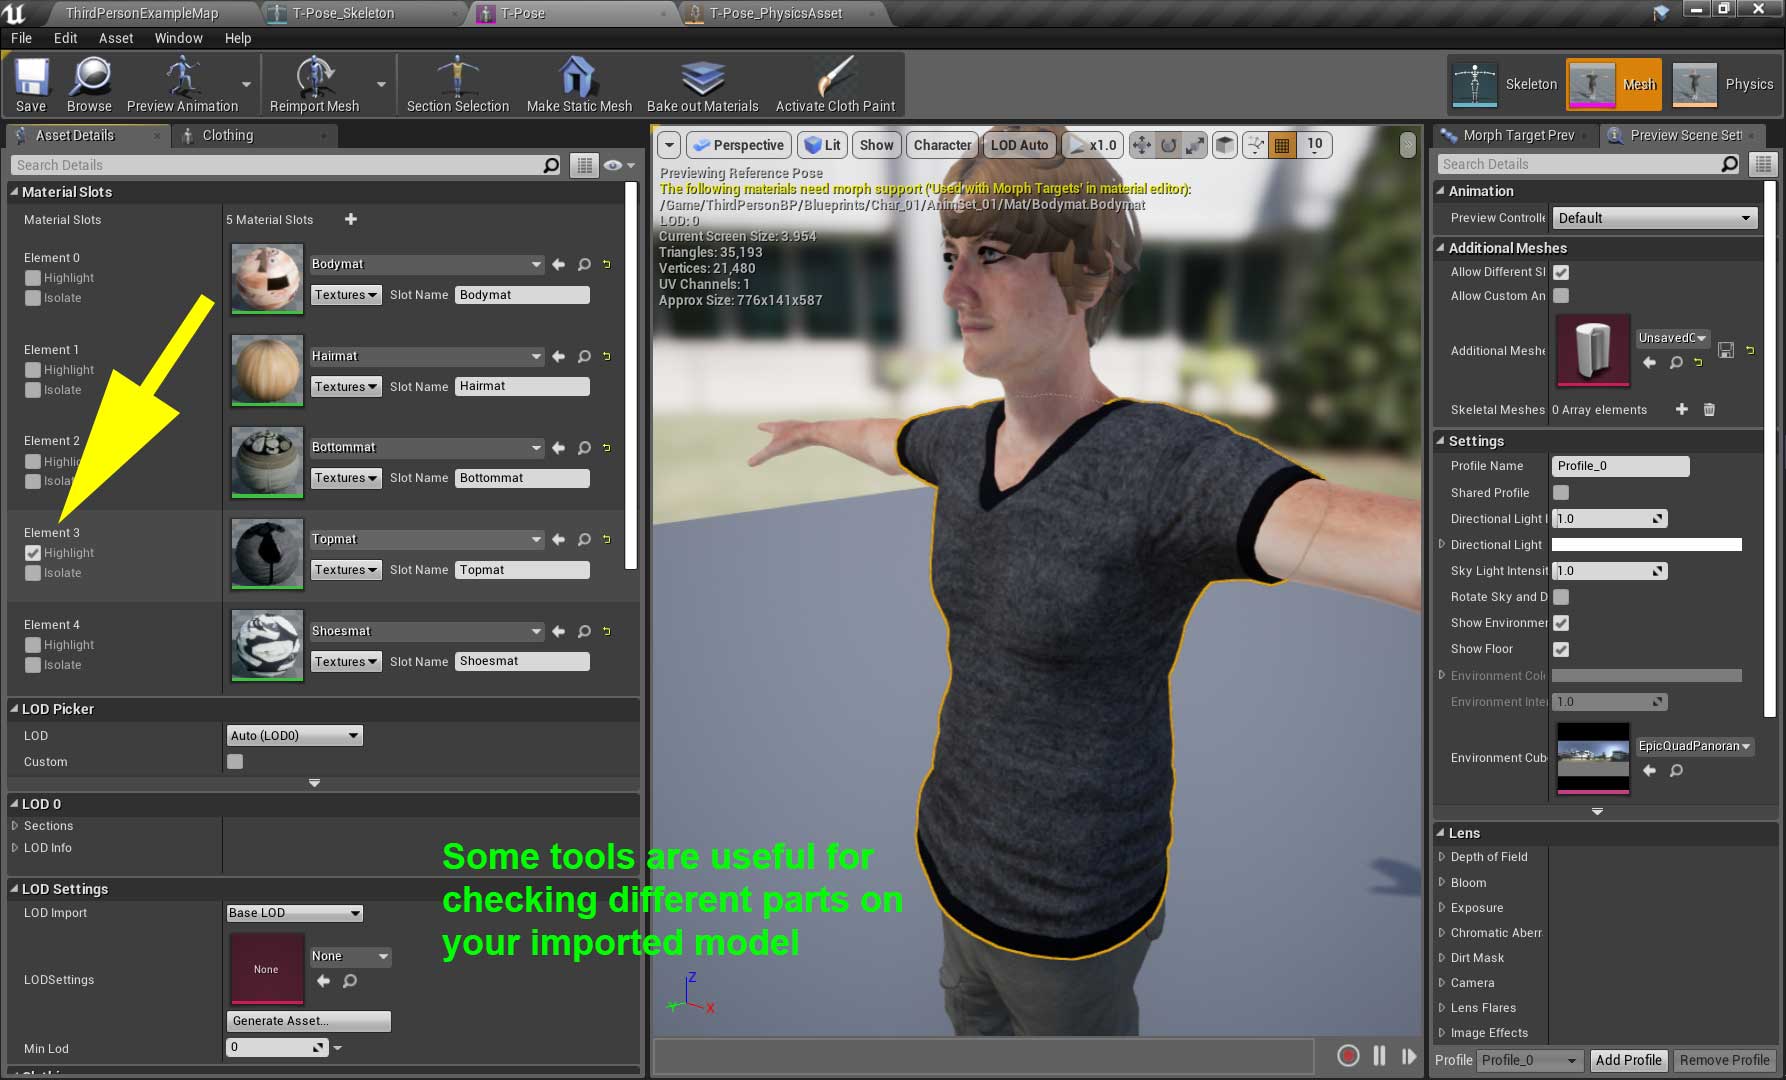 ThirdPersonExampleMap
T-Pose_Skeleton
T-Pose
T-Pose_PhysicsAsset
File Edit Asset Window Help
Save
Browse
Preview Animation
Reimport Mesh
Section Selection
Make Static Mesh
Bake out Materials
Activate Cloth Paint
Skeleton
Mesh
Physics
Asset Details
Clothing
Search Details
Material Slots
Material Slots
5 Material Slots
Element 0
Highlight
Isolate
Bodymat
Textures
Slot Name
Bodymat
Element 1
Highlight
Isolate
Hairmat
Textures
Slot Name
Hairmat
Element 2
Bottommat
Textures
Slot Name
Bottommat
Element 3
Highlight
Isolate
Topmat
Textures
Slot Name
Topmat
Element 4
Highlight
Isolate
Shoesmat
Textures
Slot Name
Shoesmat
LOD Picker
LOD
Auto (LOD0)
Custom
LOD 0
Sections
LOD Info
LOD Settings
LOD Import
Base LOD
None
None
LODSettings
Generate Asset...
Min Lod
0
Perspective
Lit
Show
Character
LOD Auto
x1.0
10
Previewing Reference Pose
The following materials need morph support ('Used with Morph Targets' in material editor):
/Game/ThirdPersonBP/Blueprints/Char_01/AnimSet_01/Mat/Bodymat.Bodymat
LOD: 0
Current Screen Size: 3.954
Triangles: 35,193
Vertices: 21,480
UV Channels: 1
Approx Size: 776x141x587
Some tools are useful for
checking different parts on
your imported model
Z
Y
X
Morph Target Prev
Preview Scene Set
Search Details
Animation
Preview Controlle
Default
Additional Meshes
Allow Different Sl
Allow Custom An
Additional Meshe
UnsavedC
Skeletal Meshes
0 Array elements
Settings
Profile Name
Profile_0
Shared Profile
Directional Light I
1.0
Directional Light
Sky Light Intensit
1.0
Rotate Sky and D
Show Environmer
Show Floor
Environment Colo
Environment Inter
1.0
Environment Cub
EpicQuadPanoran
Lens
Depth of Field
Bloom
Exposure
Chromatic Aberr
Dirt Mask
Camera
Lens Flares
Image Effects
Profile
Profile_0
Add Profile
Remove Profile